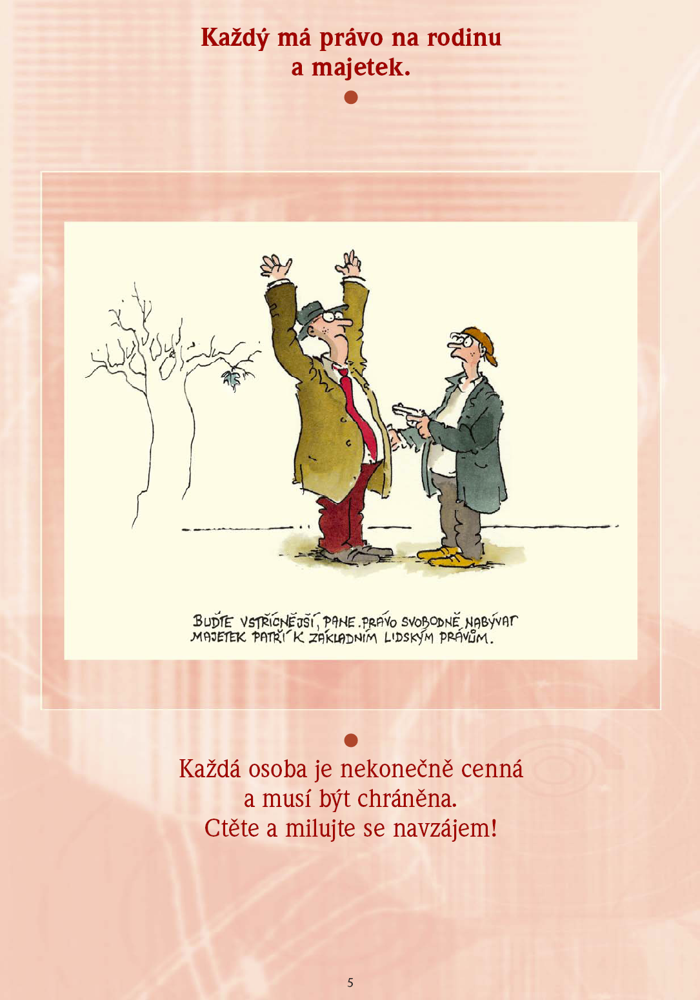 Každý má právo na rodinu
a majetek.
BUĎTE VSTŘÍCNĚJŠÍ, PANE. PRÁVO SVOBODNĚ NABÝVAT
MAJETEK PATŘÍ K ZÁKLADNÍM LIDSKÝM PRÁVŮM.
Každá osoba je nekonečně cenná
a musí být chráněna.
Ctěte a milujte se navzájem!
5